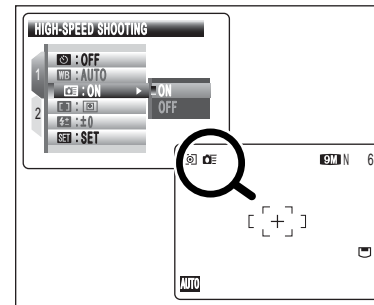 HIGH-SPEED SHOOTING
: OFF
1
WB : AUTO
: ON
ON
OFF
2
:
: ±0
SET : SET
9M N 6
AUTO